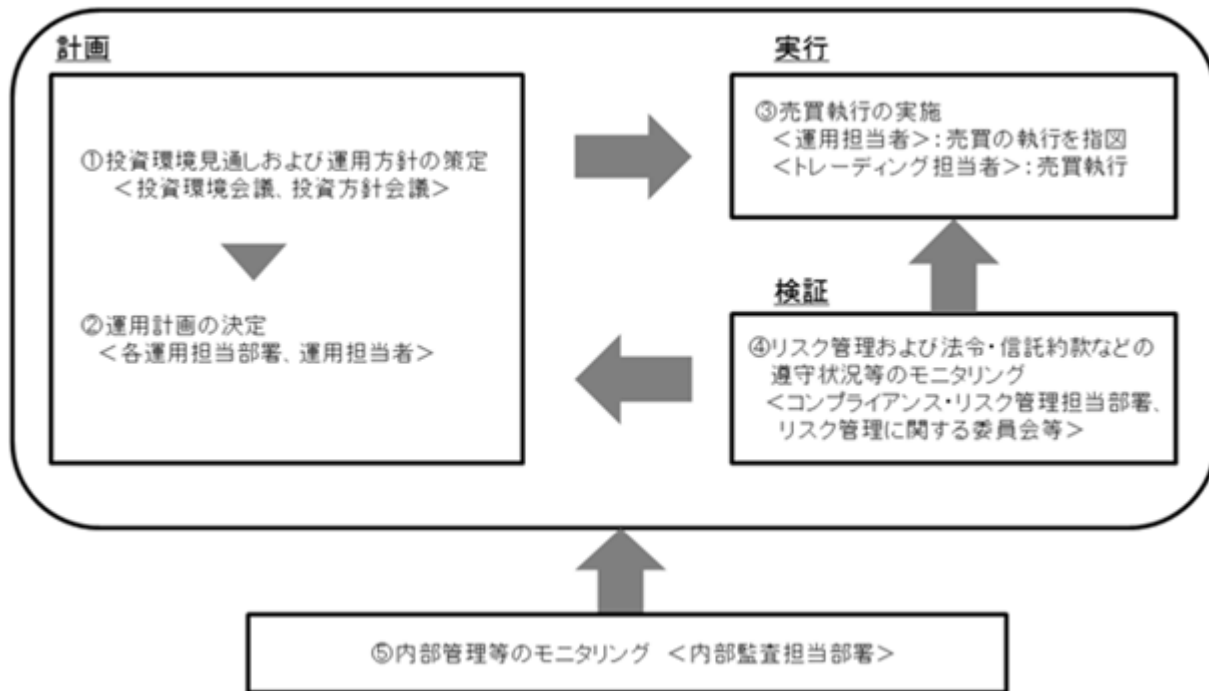 計画
①投資環境見通しおよび運用方針の策定
＜投資環境会議、投資方針会議＞
②運用計画の決定
＜各運用担当部署、運用担当者＞
実行
③売買執行の実施
＜運用担当者＞：売買の執行を指図
＜トレーディング担当者＞：売買執行
検証
④リスク管理および法令・信託約款などの
遵守状況等のモニタリング
＜コンプライアンス・リスク管理担当部署、
リスク管理に関する委員会等＞
⑤内部管理等のモニタリング ＜内部監査担当部署＞